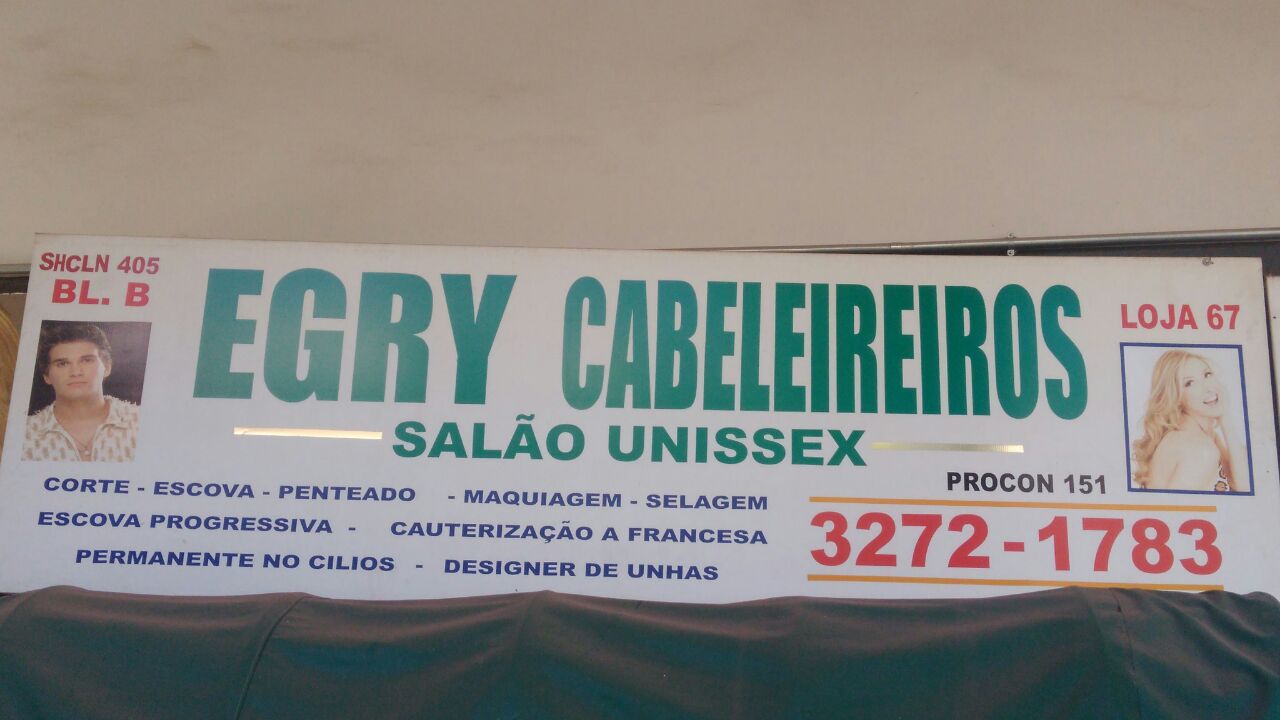 SHCLN 405
BL. B
EGRY CABELEIREIROS
LOJA 67
SALÃO UNISSEX
PROCON 151
CORTE - ESCOVA - PENTEADO - MAQUIAGEM - SELAGEM
ESCOVA PROGRESSIVA - CAUTERIZAÇÃO A FRANCESA
PERMANENTE NO CILIOS - DESIGNER DE UNHAS
3272-1783